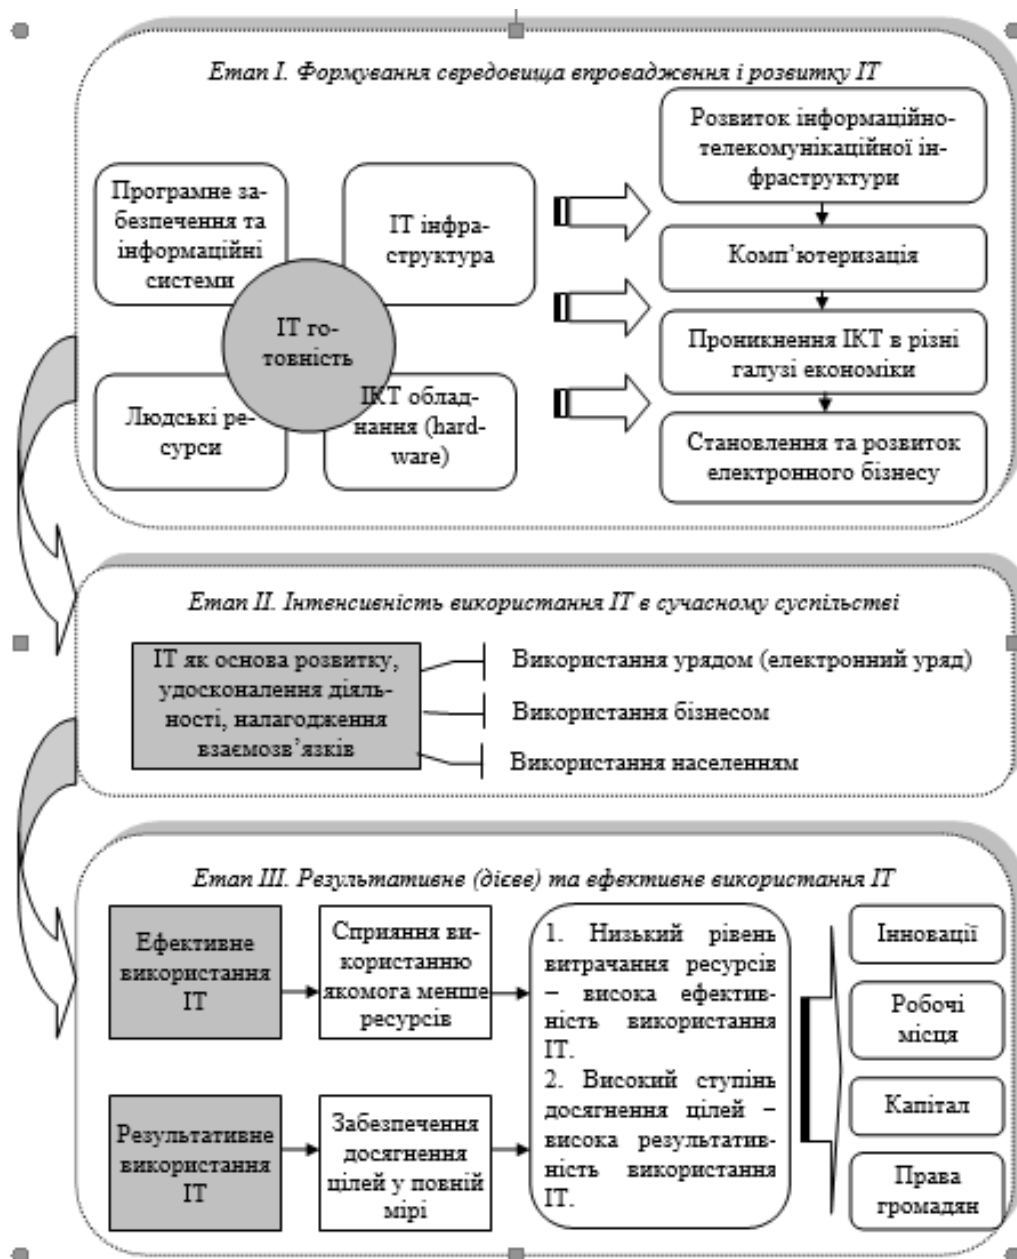 Етап І. Формування середовища впровадження і розвитку ІТ
Програмне за-
безпечення та
інформаційні
системи
ІТ інфра-
структура
ІТ го-
товність
Людські ре-
сурси
ІКТ облад-
нання (hard-
ware)
Розвиток інформаційно-
телекомунікаційної ін-
фраструктури
Комп’ютеризація
Проникнення ІКТ в різні
галузі економіки
Становлення та розвиток
електронного бізнесу
Етап ІІ. Інтенсивність використання ІТ в сучасному суспільстві
ІТ як основа розвитку,
удосконалення діяль-
ності, налагодження
взаємозв’язків
Використання урядом (електронний уряд)
Використання бізнесом
Використання населенням
Етап ІІІ. Результативне (дієве) та ефективне використання ІТ
Ефективне
використання
ІТ
Сприяння ви-
користанню
якомога менше
ресурсів
Результативне
використання
ІТ
Забезпечення
досягнення
цілей у повній
мірі
1. Низький рівень
витрачання ресурсів
– висока ефектив-
ність використання
ІТ.
2. Високий ступінь
досягнення цілей –
висока результатив-
ність використання
ІТ.
Інновації
Робочі
місця
Капітал
Права
громадян